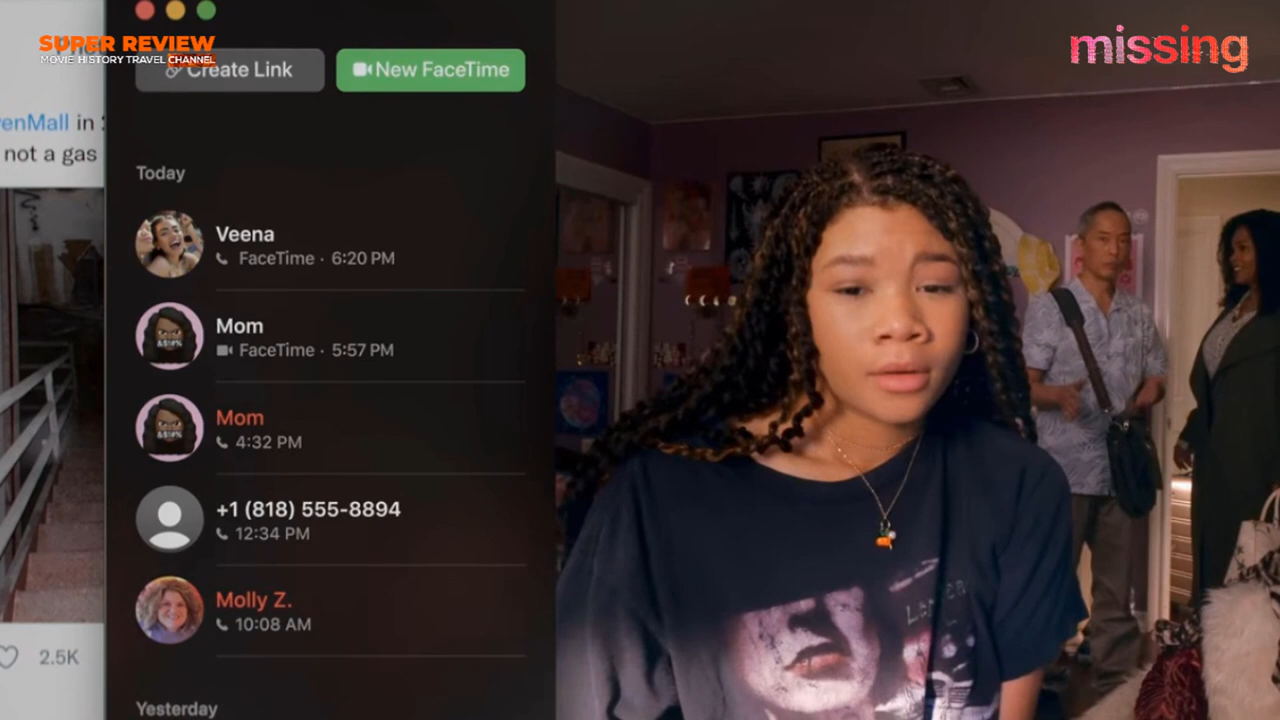 SUPER REVIEW
MOVIE HISTORY TRAVEL CHANNEL
missing
Create Link
New FaceTime
enMall in
not a gas
Today
Veena
FaceTime · 6:20 PM
Mom
FaceTime · 5:57 PM
Mom
4:32 PM
+1 (818) 555-8894
12:34 PM
Molly Z.
10:08 AM
Yesterday
2.5K
&$!#%
&$!#%